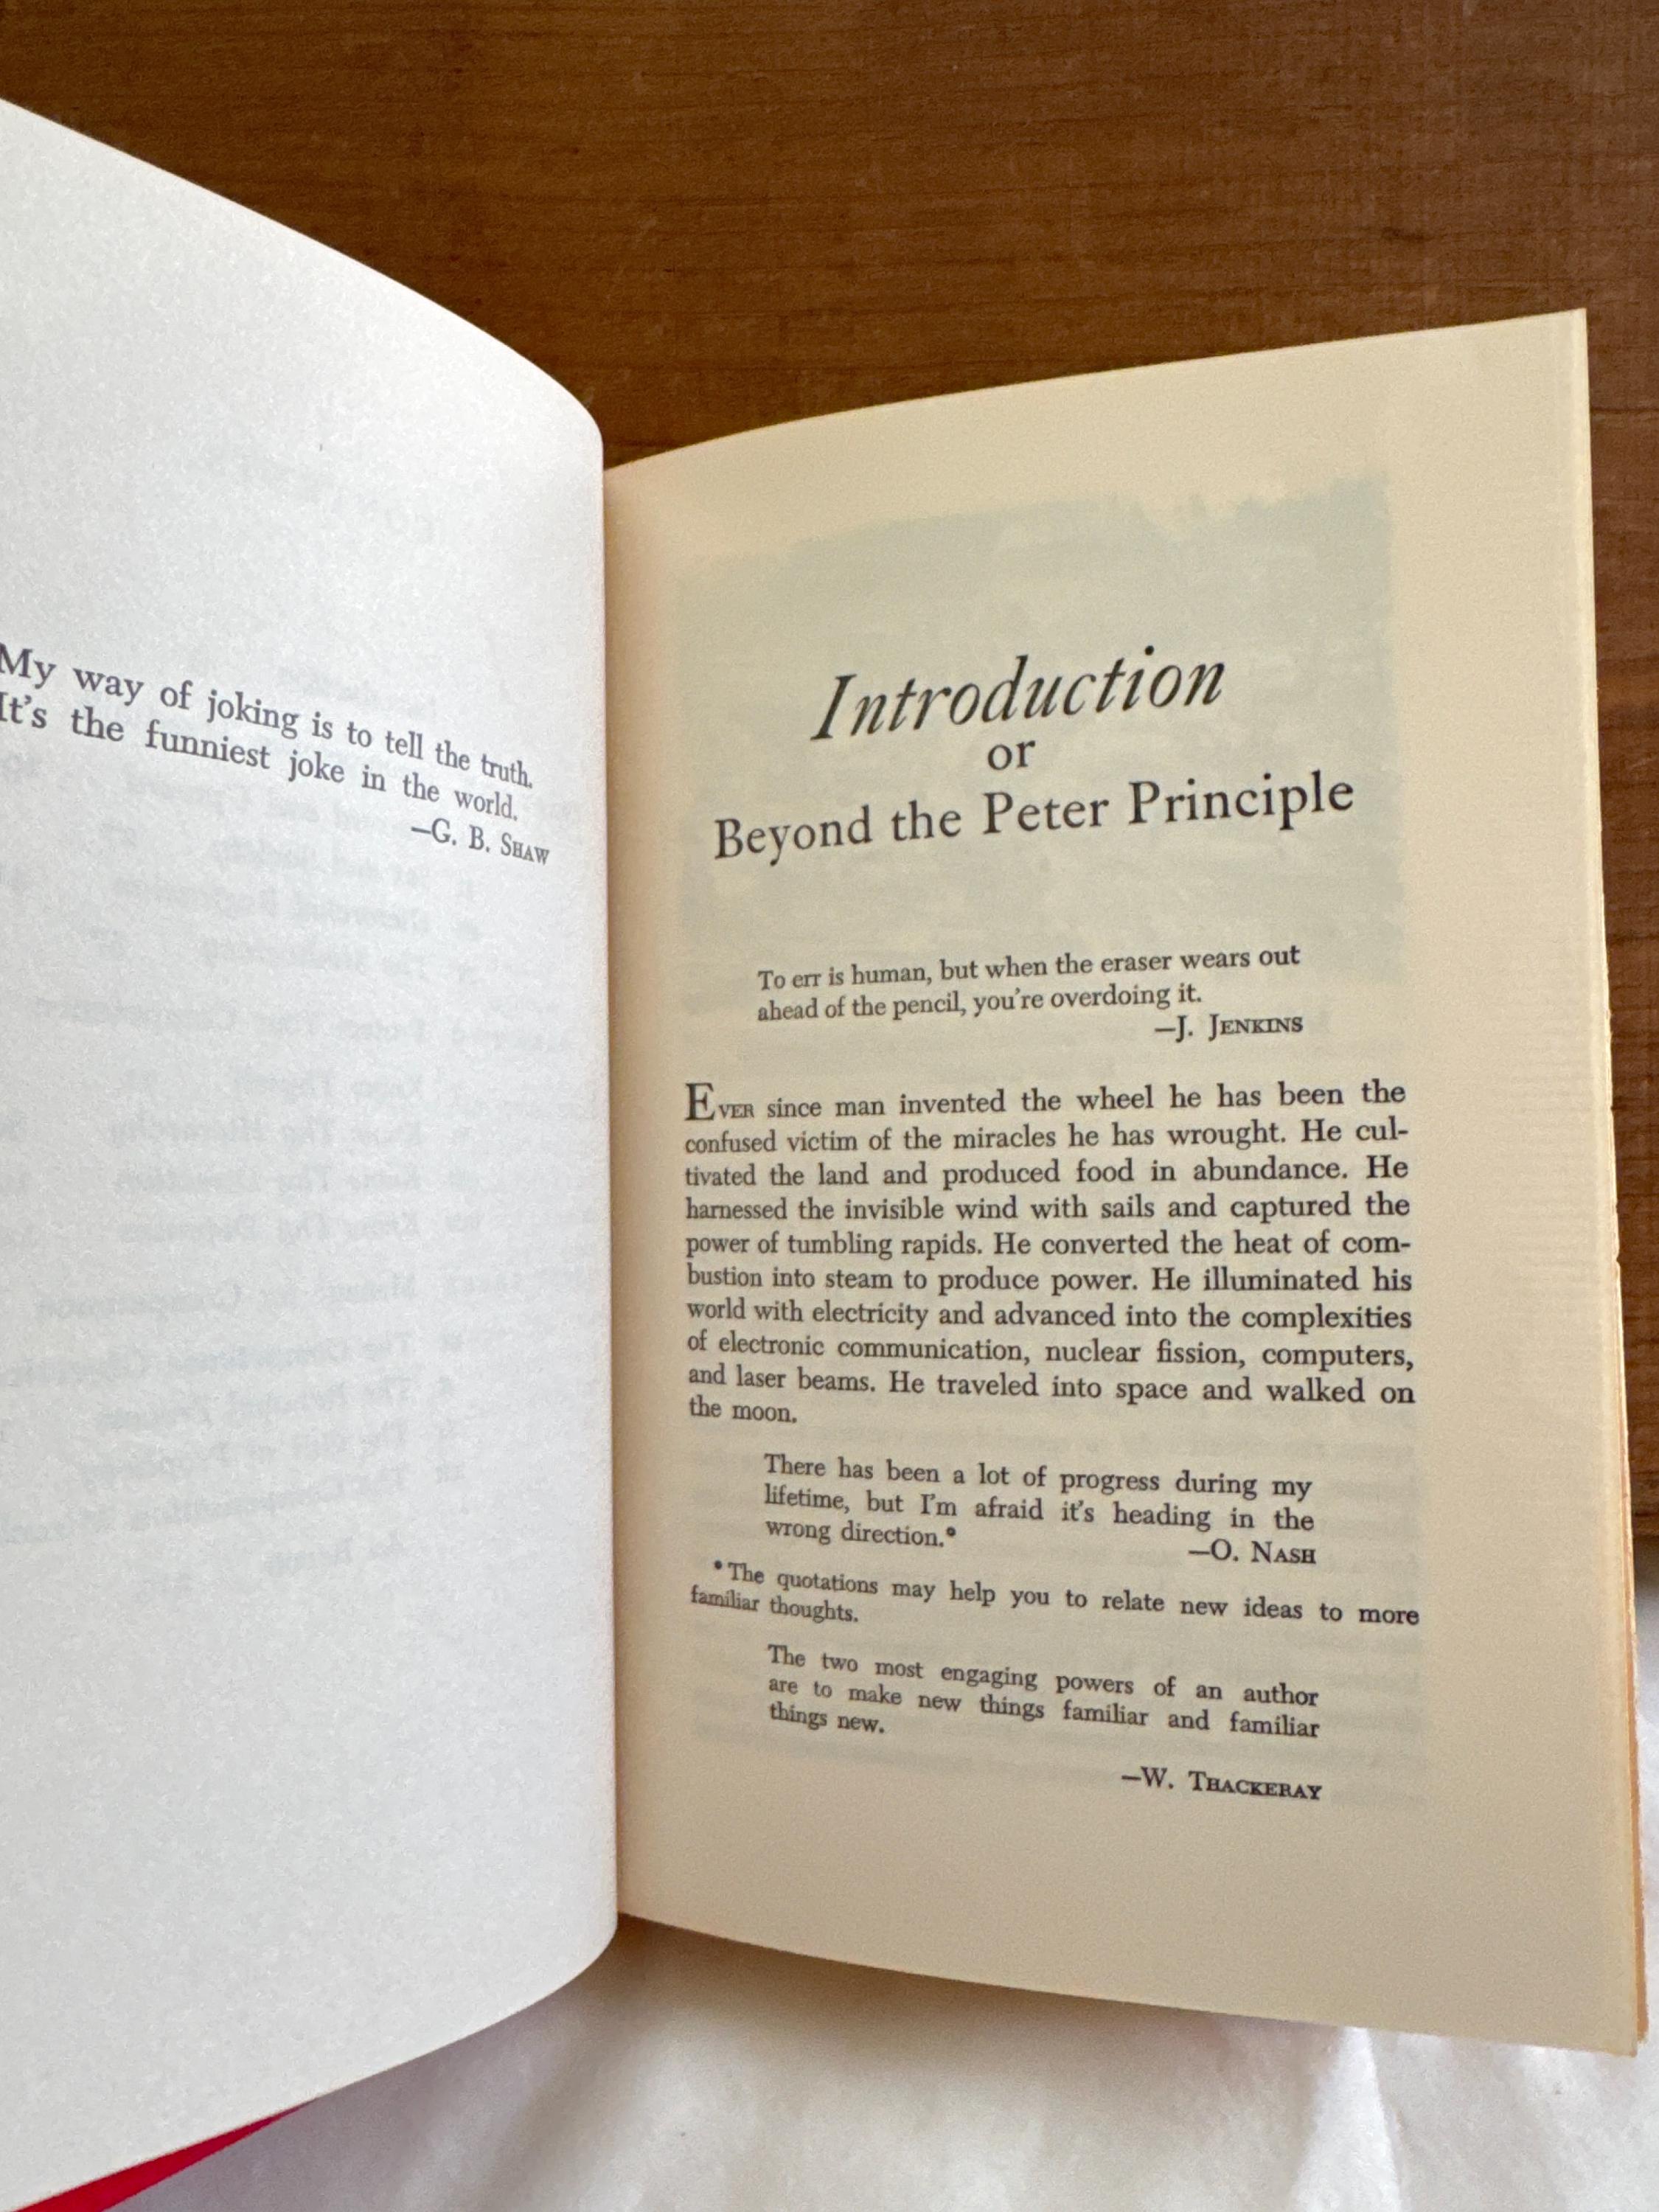 My way of joking is to tell the truth.
It's the funniest joke in the world.
—G. B. Shaw
Introduction
or
Beyond the Peter Principle
To err is human, but when the eraser wears out
ahead of the pencil, you're overdoing it.
—J. Jenkins
Ever since man invented the wheel he has been the
confused victim of the miracles he has wrought. He cul-
tivated the land and produced food in abundance. He
harnessed the invisible wind with sails and captured the
power of tumbling rapids. He converted the heat of com-
bustion into steam to produce power. He illuminated his
world with electricity and advanced into the complexities
of electronic communication, nuclear fission, computers,
and laser beams. He traveled into space and walked on
the moon.
There has been a lot of progress during my
lifetime, but I'm afraid it's heading in the
wrong direction.*
—O. Nash
*The quotations may help you to relate new ideas to more
familiar thoughts.
The two most engaging powers of an author
are to make new things familiar and familiar
things new.
—W. Thackeray